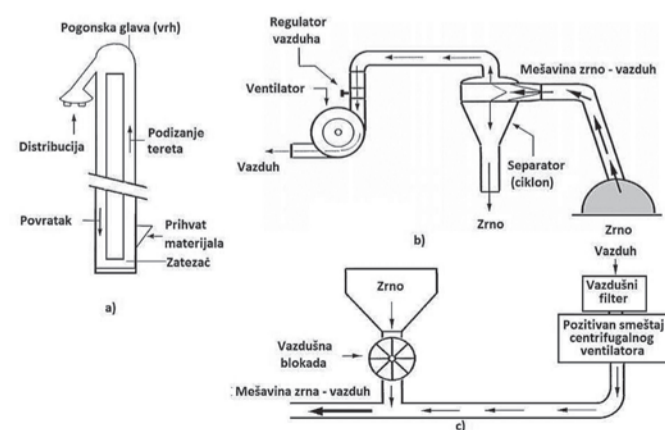 a)
Pogonska glava (vrh)
Distribucija
Podizanje
tereta
Povratak
Prihvat
materijala
Zatezač
a)
Regulator
vazduha
Ventilator
Vazduh
Mešavina zrno - vazduh
Separator
(ciklon)
Zrno
Zrno
b)
Vazduh
Vazdušni
filter
Pozitivan smeštaj
centrifugalnog
ventilatora
Zrno
Vazdušna
blokada
Mešavina zrna - vazduh
c)